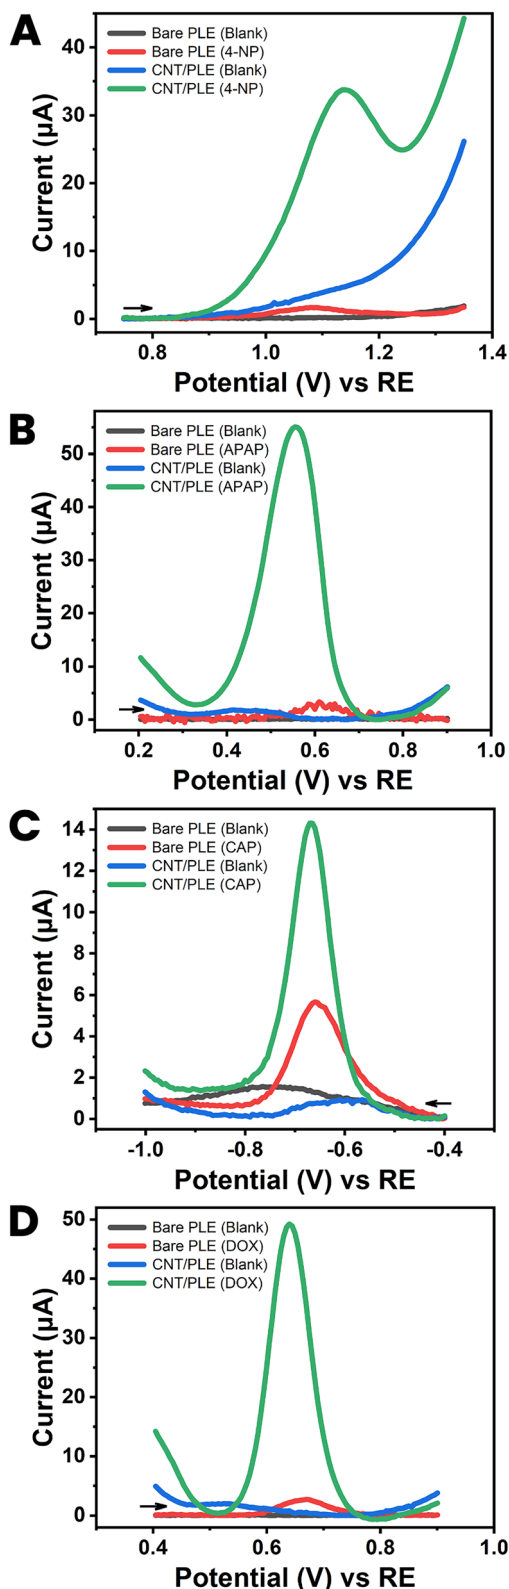 A
Bare PLE (Blank)
Bare PLE (4-NP)
CNT/PLE (Blank)
CNT/PLE (4-NP)
Current (µA)
40
30
20
10
0
0.8 1.0 1.2 1.4
Potential (V) vs RE
B
Bare PLE (Blank)
Bare PLE (APAP)
CNT/PLE (Blank)
CNT/PLE (APAP)
Current (µA)
50
40
30
20
10
0
0.2 0.4 0.6 0.8 1.0
Potential (V) vs RE
C
Bare PLE (Blank)
Bare PLE (CAP)
CNT/PLE (Blank)
CNT/PLE (CAP)
Current (µA)
14
12
10
8
6
4
2
0
-1.0 -0.8 -0.6 -0.4
Potential (V) vs RE
D
Bare PLE (Blank)
Bare PLE (DOX)
CNT/PLE (Blank)
CNT/PLE (DOX)
Current (µA)
50
40
30
20
10
0
0.4 0.6 0.8 1.0
Potential (V) vs RE